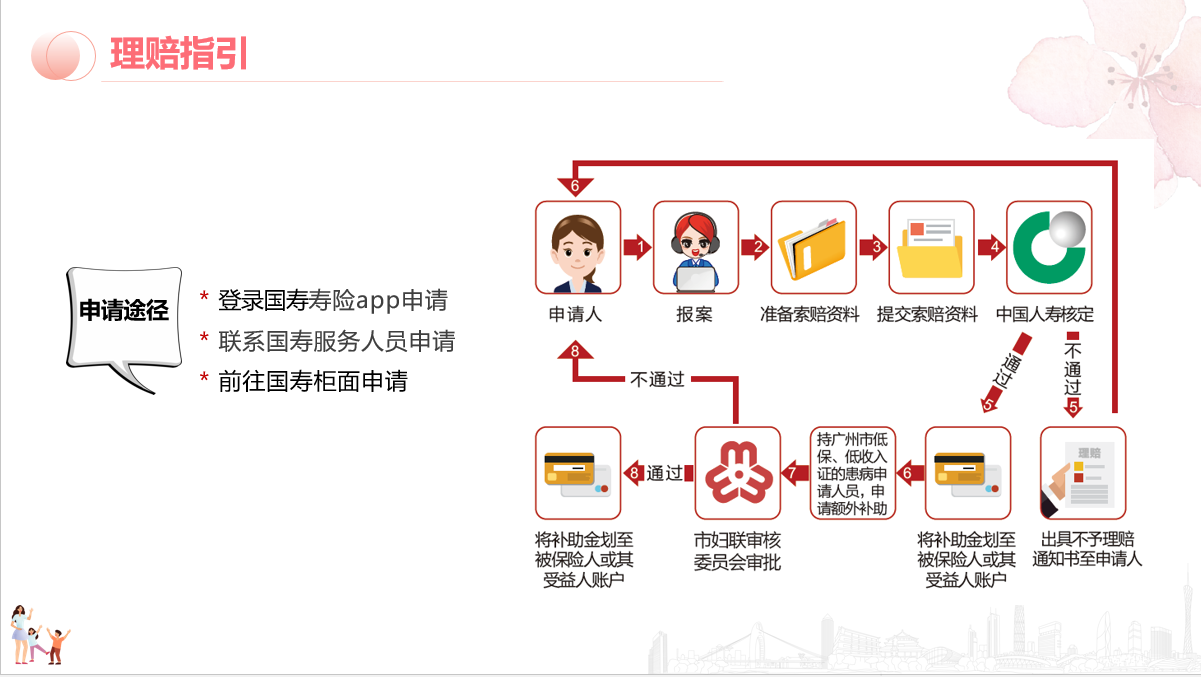 理赔指引
申请途径
* 登录国寿寿险app申请
* 联系国寿服务人员申请
* 前往国寿柜面申请
6
1
2
3
4
申请人
报案
准备索赔资料
提交索赔资料
中国人寿核定
通过
5
不通过
5
8
不通过
8
通过
7
持广州市低
保、低收入
证的患病申
请人员，申
请额外补助
6
理赔
将补助金划至
被保险人或其
受益人账户
市妇联审核
委员会审批
将补助金划至
被保险人或其
受益人账户
出具不予理赔
通知书至申请人